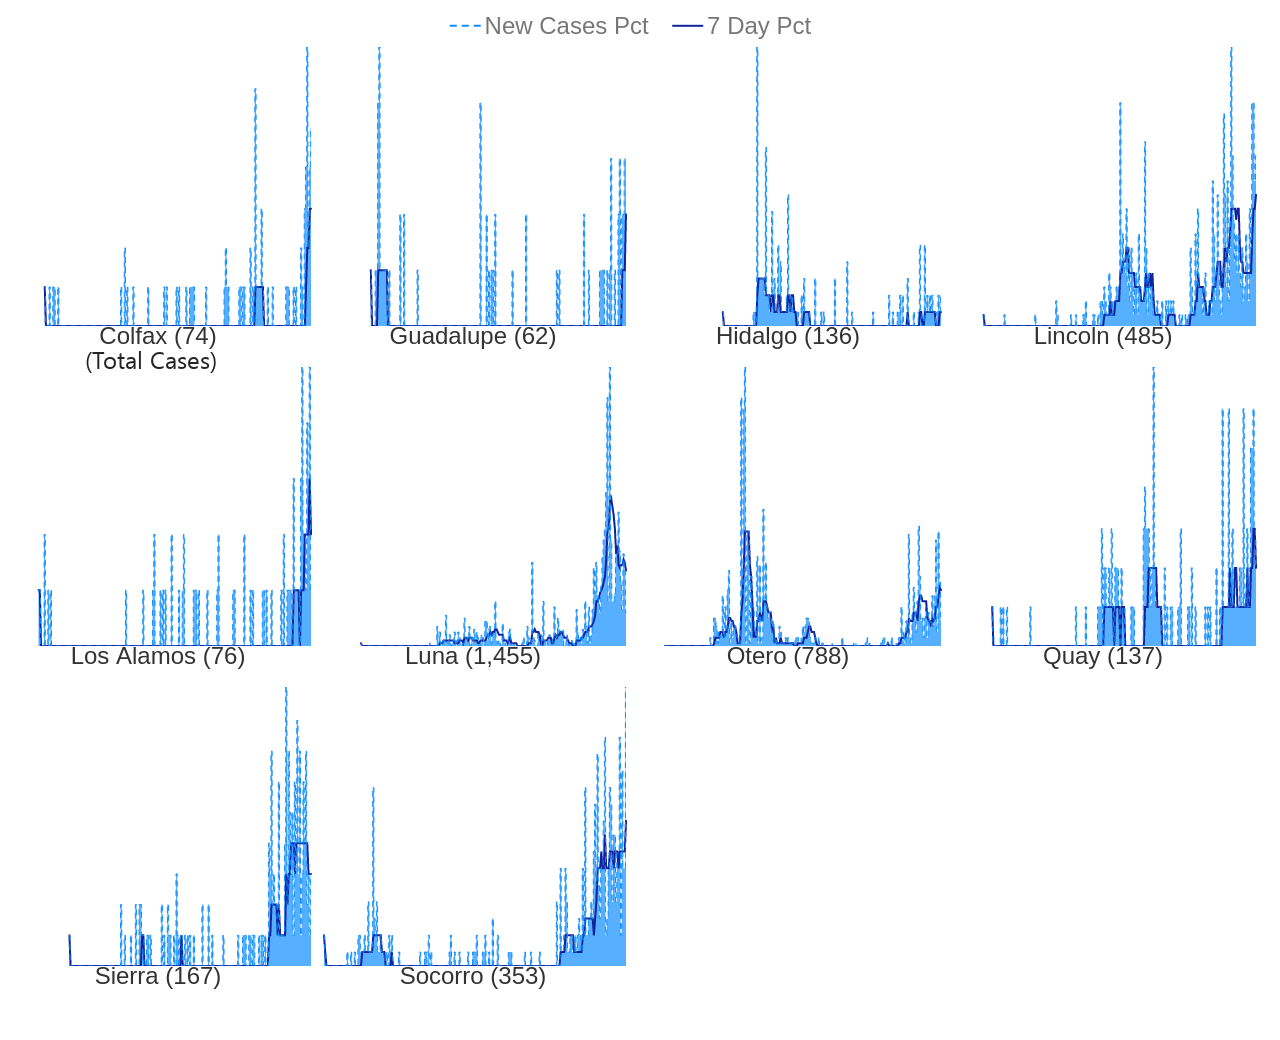 New Cases Pct 7 Day Pct
Colfax (74) Guadalupe (62) Hidalgo (136) Lincoln (485)
(Total Cases)
Los Alamos (76) Luna (1,455) Otero (788) Quay (137)
Sierra (167) Socorro (353)